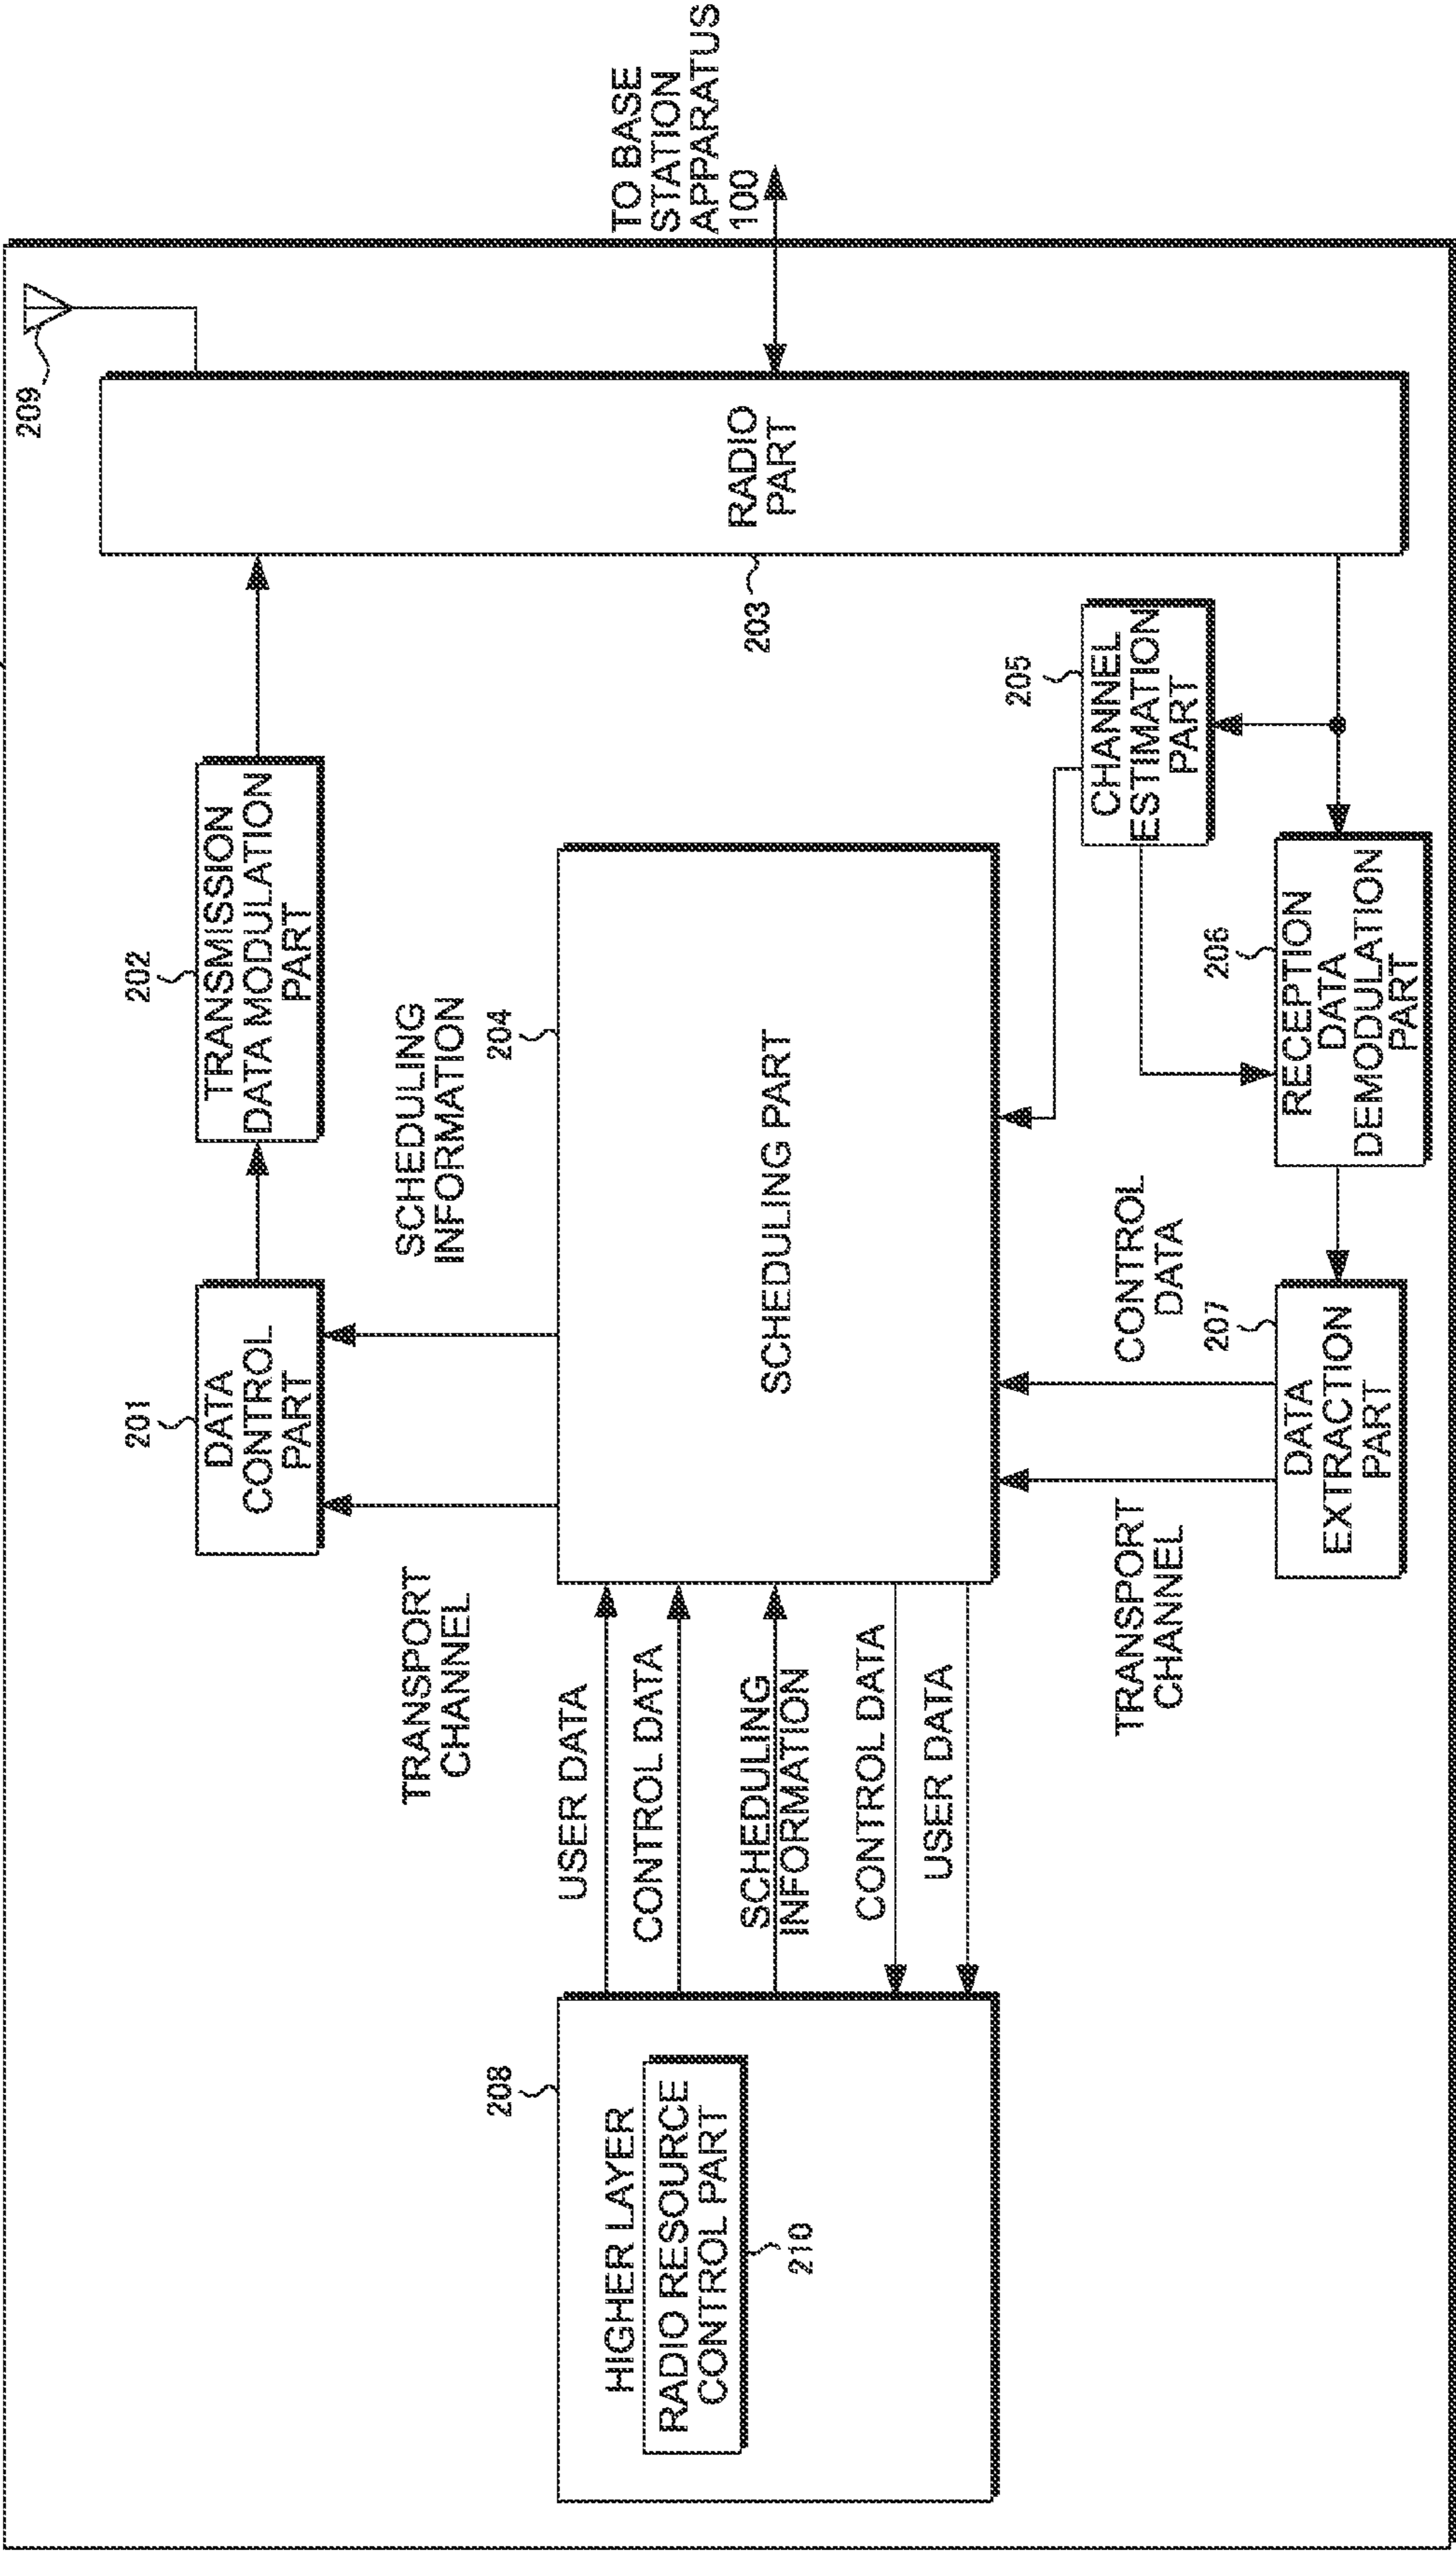 209
TO BASE
STATION
APPARATUS
100
RADIO
PART
203
202
TRANSMISSION
DATA MODULATION
PART
201
DATA
CONTROL
PART
SCHEDULING
INFORMATION
TRANSPORT
CHANNEL
204
SCHEDULING PART
205
CHANNEL
ESTIMATION
PART
206
RECEPTION
DATA
DEMODULATION
PART
207
DATA
EXTRACTION
PART
CONTROL
DATA
TRANSPORT
CHANNEL
USER DATA
CONTROL DATA
SCHEDULING
INFORMATION
CONTROL DATA
USER DATA
208
HIGHER LAYER
RADIO RESOURCE
CONTROL PART
210